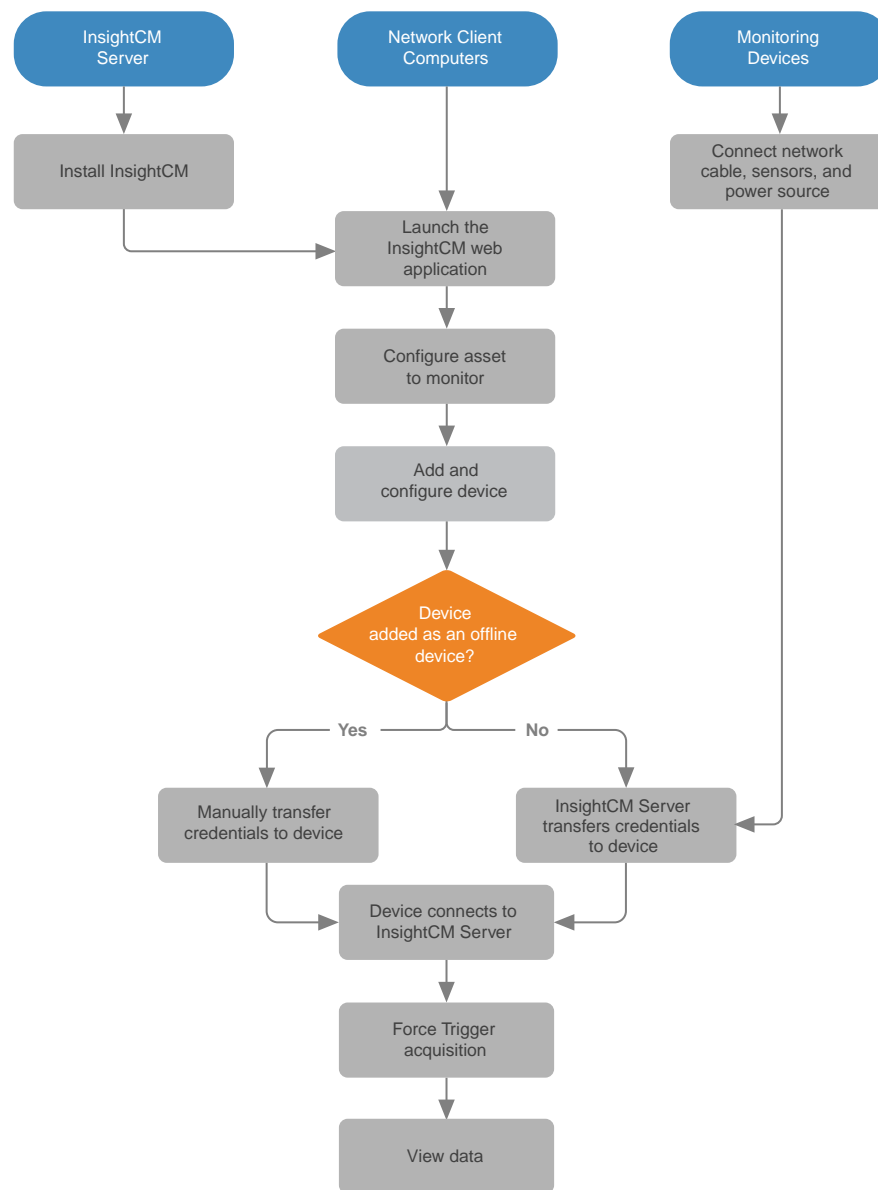 InsightCM
Server
Network Client
Computers
Monitoring
Devices
Install InsightCM
Connect network
cable, sensors, and
power source
Launch the
InsightCM web
application
Configure asset
to monitor
Add and
configure device
Device
added as an offline
device?
Yes
No
Manually transfer
credentials to device
InsightCM Server
transfers credentials
to device
Device connects to
InsightCM Server
Force Trigger
acquisition
View data